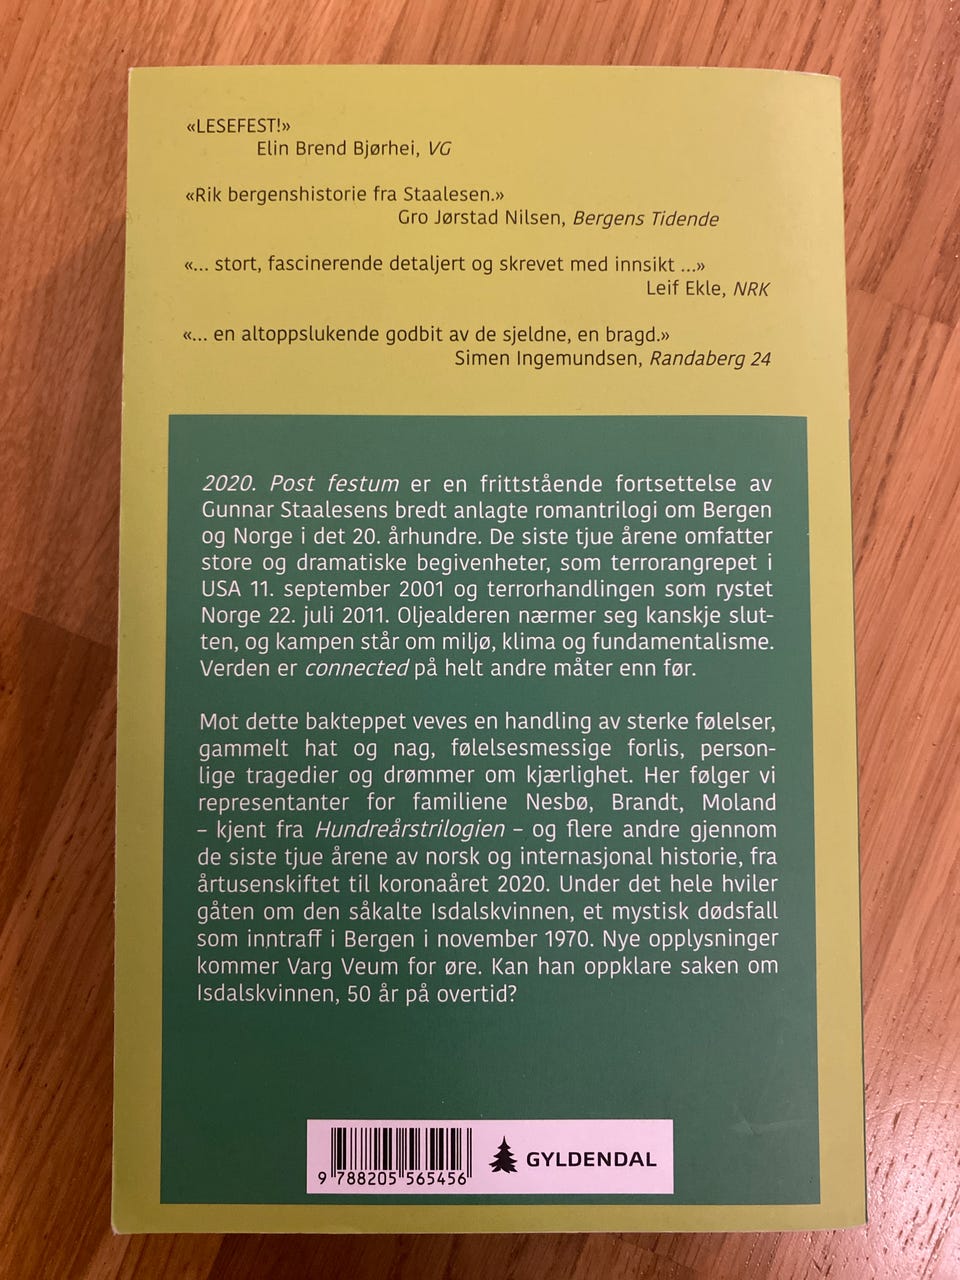 «LESEFEST!»
Elin Brend Bjørhei, VG
«Rik bergenshistorie fra Staalesen.»
Gro Jørstad Nilsen, Bergens Tidende
«... stort, fascinerende detaljert og skrevet med innsikt ...»
Leif Ekle, NRK
«... en altoppslukende godbit av de sjeldne, en bragd.»
Simen Ingemundsen, Randaberg 24
2020. Post festum er en frittstående fortsettelse av
Gunnar Staalesens bredt anlagte romantrilogi om Bergen
og Norge i det 20. århundre. De siste tjue årene omfatter
store og dramatiske begivenheter, som terrorangrepet i
USA 11. september 2001 og terrorhandlingen som rystet
Norge 22. juli 2011. Oljealderen nærmer seg kanskje slut-
ten, og kampen står om miljø, klima og fundamentalisme.
Verden er connected på helt andre måter enn før.
Mot dette bakteppet veves en handling av sterke følelser,
gammelt hat og nag, følelsesmessige forlis, person-
lige tragedier og drømmer om kjærlighet. Her følger vi
representanter for familiene Nesbø, Brandt, Moland
– kjent fra Hundreårstrilogien – og flere andre gjennom
de siste tjue årene av norsk og internasjonal historie, fra
årtusenskiftet til koronaåret 2020. Under det hele hviler
gåten om den såkalte Isdalskvinnen, et mystisk dødsfall
som inntraff i Bergen i november 1970. Nye opplysninger
kommer Varg Veum for øre. Kan han oppklare saken om
Isdalskvinnen, 50 år på overtid?
9 788205 565456
GYLDENDAL